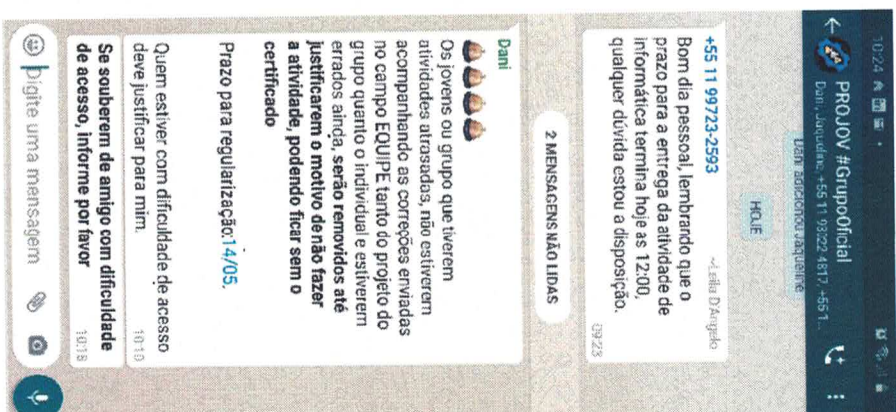 10:24
PROJOV #GrupoOficial
Dani, Jaqueline, +55 11 93222-4817, +55 1...
Dani adicionou Jaqueline
HOJE
+55 11 99723-2593
~Leila D'Angelo
Bom dia pessoal, lembrando que o
prazo para a entrega da atividade de
informática termina hoje as 12:00,
qualquer dúvida estou a disposição.
09:23
2 MENSAGENS NÃO LIDAS
Dani
Os jovens ou grupo que tiverem
atividades atrasadas, não estiverem
acompanhando as correções enviadas
no campo EQUIPE tanto do projeto do
grupo quanto o individual e estiverem
errados ainda, serão removidos até
justificarem o motivo de não fazer
a atividade, podendo ficar sem o
certificado
Prazo para regularização:14/05.
Quem estiver com dificuldade de acesso
deve justificar para mim.
10:10
Se souberem de amigo com dificuldade
de acesso, informe por favor
10:18
Digite uma mensagem